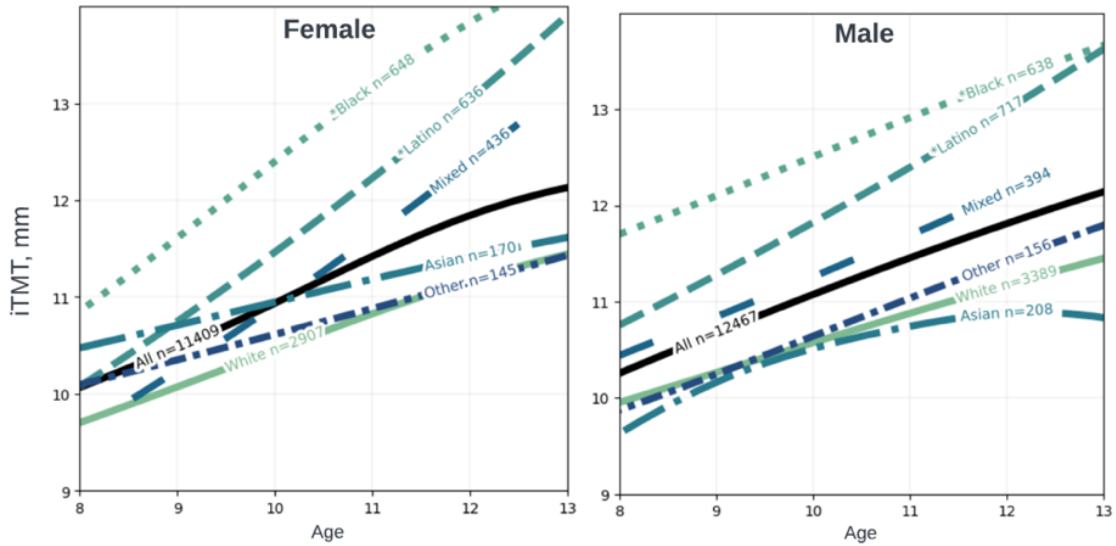 Female
Male
iTMT, mm
13
12
11
10
9
8
9
10
11
12
13
Age
*Black n=648
*Latino n=636
Mixed n=436
Asian n=170
Other n=145
All n=11409
White n=2907
13
12
11
10
9
8
9
10
11
12
13
Age
*Black n=638
*Latino n=717
Mixed n=394
Other n=156
White n=3389
Asian n=208
All n=12467